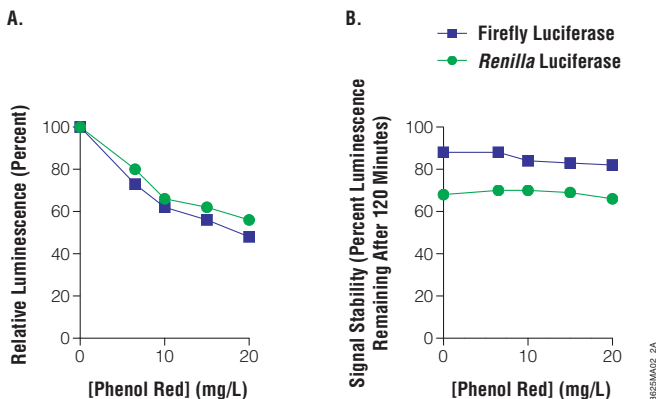 A.
B.
Firefly Luciferase
Renilla Luciferase
Relative Luminescence (Percent)
100
80
60
40
20
0
0 10 20
[Phenol Red] (mg/L)
Signal Stability (Percent Luminescence
Remaining After 120 Minutes)
100
80
60
40
20
0
0 10 20
[Phenol Red] (mg/L)